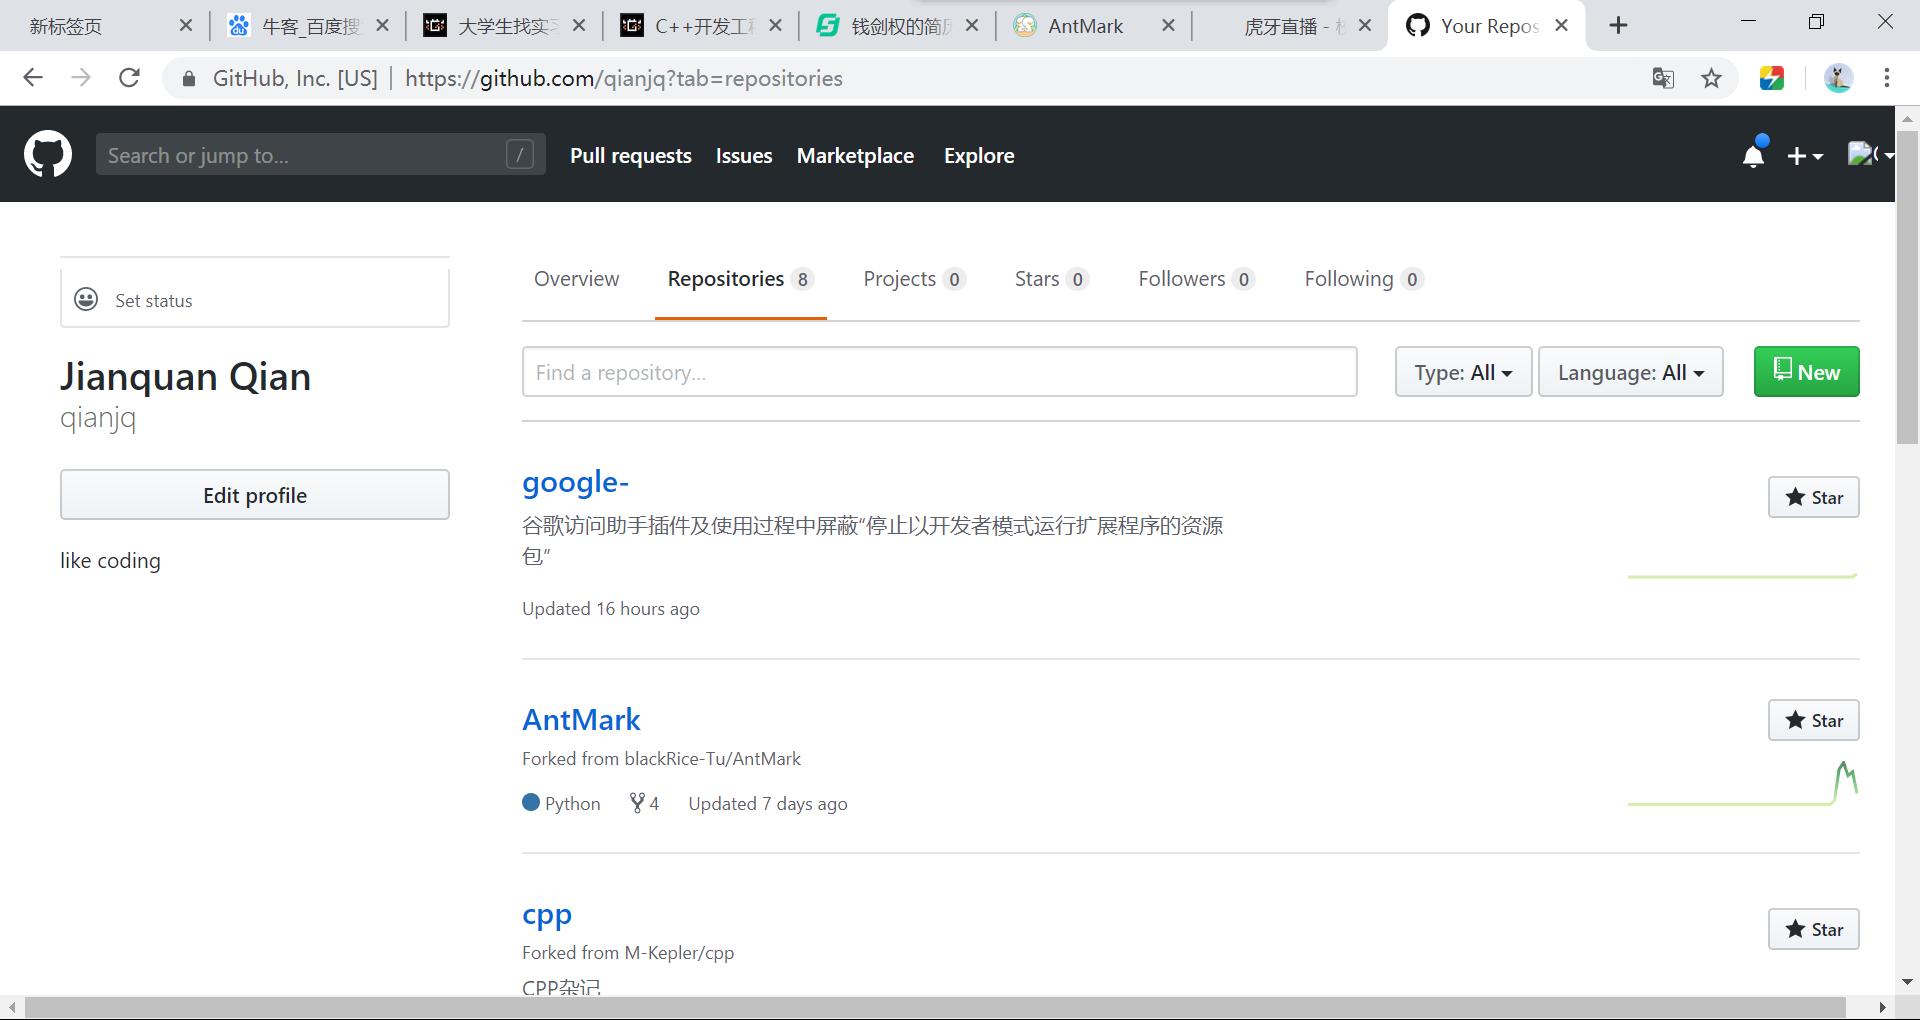 新标签页
牛客_百度搜
大学生找实习
C++开发工程
钱剑权的简历
AntMark
虎牙直播 - 校
Your Repos
GitHub, Inc. [US]
https://github.com/qianjq?tab=repositories
Search or jump to...
/
Pull requests
Issues
Marketplace
Explore
Set status
Jianquan Qian
qianjq
Edit profile
like coding
Overview
Repositories 8
Projects 0
Stars 0
Followers 0
Following 0
Find a repository...
Type: All
Language: All
New
google-
Star
谷歌访问助手插件及使用过程中屏蔽“停止以开发者模式运行扩展程序的资源
包”
Updated 16 hours ago
AntMark
Star
Forked from blackRice-Tu/AntMark
Python 4 Updated 7 days ago
cpp
Star
Forked from M-Kepler/cpp
CPP杂记